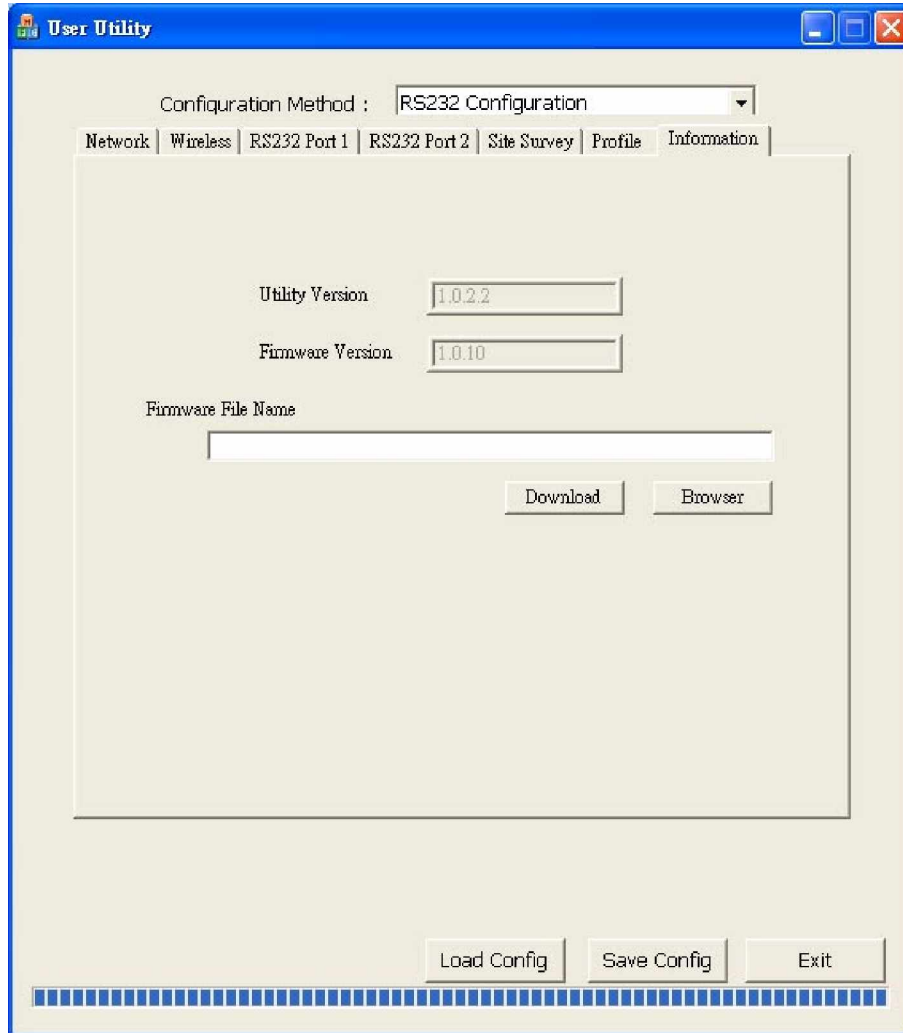 User Utility
Configuration Method : RS232 Configuration
Network Wireless RS232 Port 1 RS232 Port 2 Site Survey Profile Information
Utility Version 1.0.2.2
Firmware Version 1.0.10
Firmware File Name
Download Browser
Load Config Save Config Exit